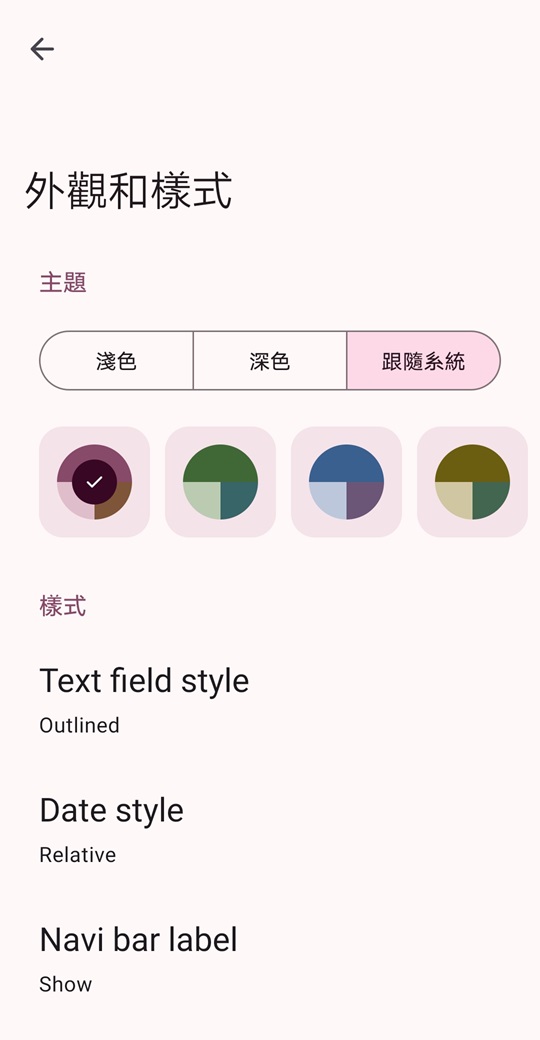 外觀和樣式
主題
淺色
深色
跟隨系統
樣式
Text field style
Outlined
Date style
Relative
Navi bar label
Show